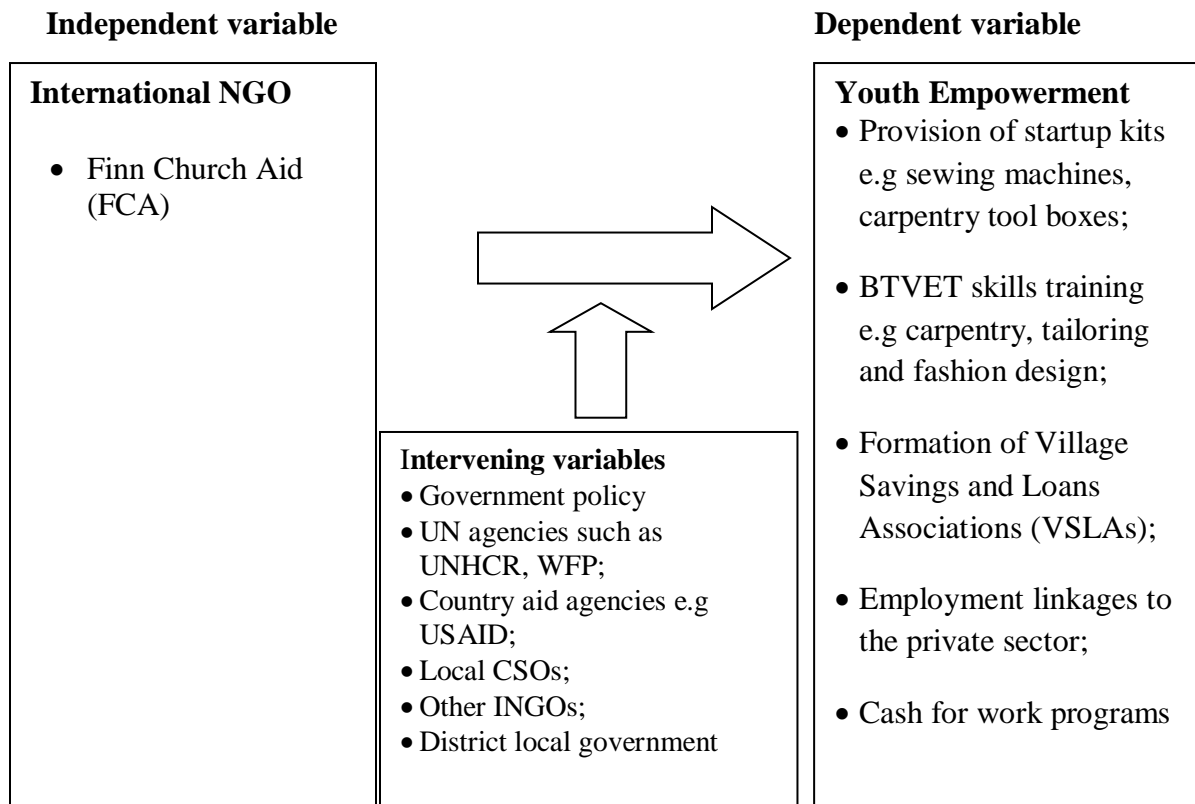 Independent variable
International NGO
• Finn Church Aid
(FCA)
Intervening variables
• Government policy
• UN agencies such as
UNHCR, WFP;
• Country aid agencies e.g
USAID;
• Local CSOs;
• Other INGOs;
• District local government
Dependent variable
Youth Empowerment
• Provision of startup kits
e.g sewing machines,
carpentry tool boxes;
• BTVET skills training
e.g carpentry, tailoring
and fashion design;
• Formation of Village
Savings and Loans
Associations (VSLAs);
• Employment linkages to
the private sector;
• Cash for work programs